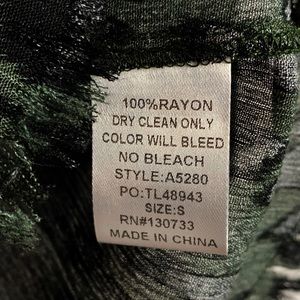 100%RAYON
DRY CLEAN ONLY
COLOR WILL BLEED
NO BLEACH
STYLE:A5280
PO:TL48943
SIZE:S
RN#130733
MADE IN CHINA